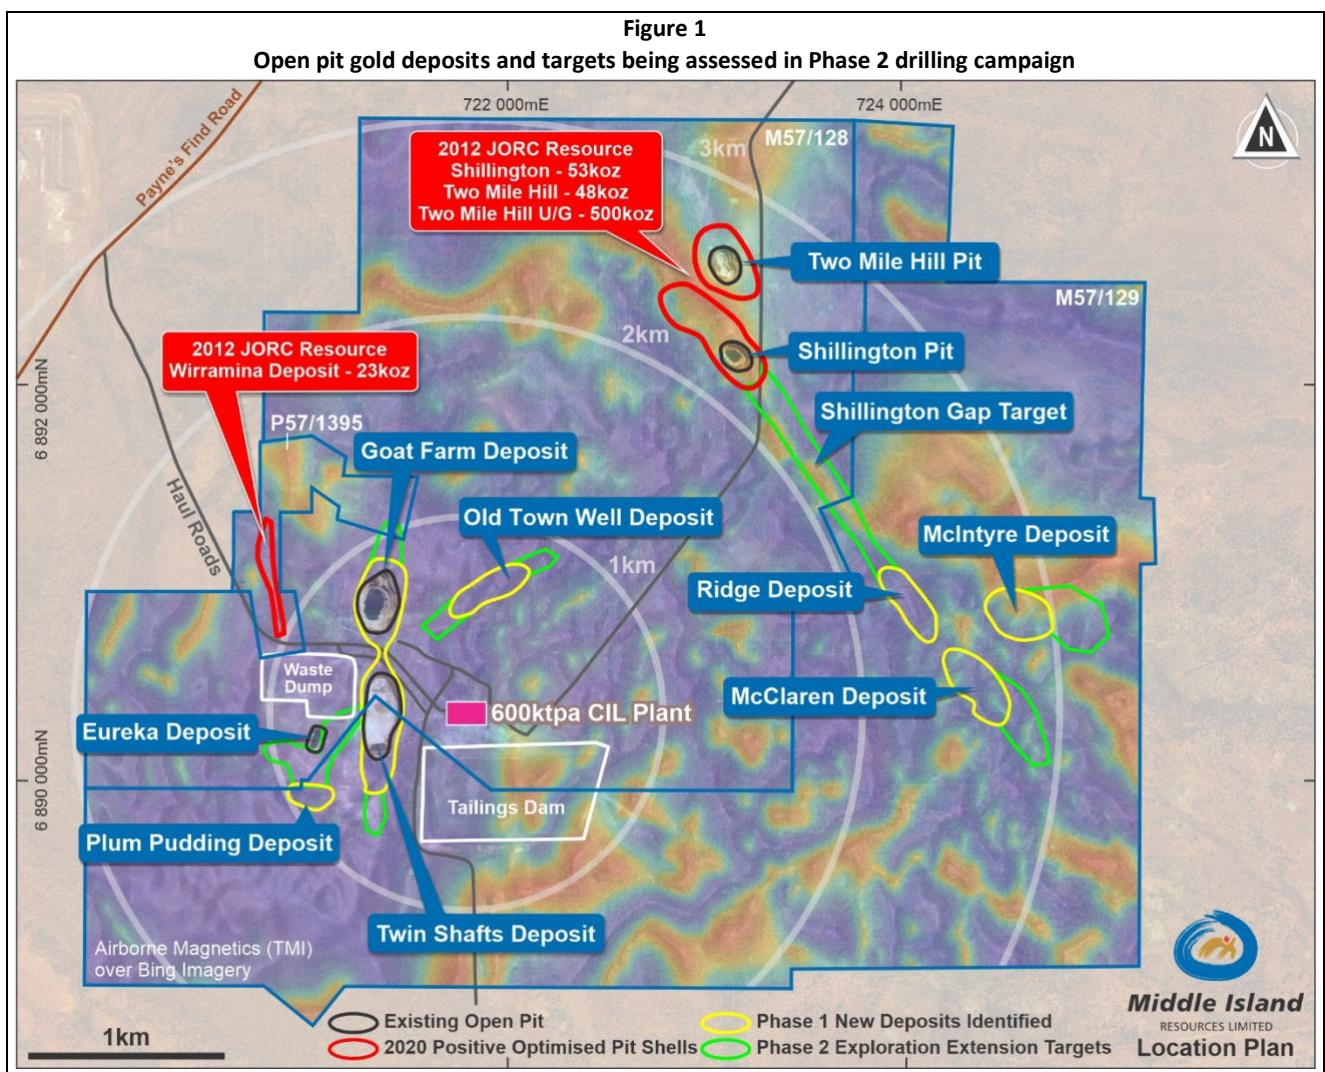 Figure 1
Open pit gold deposits and targets being assessed in Phase 2 drilling campaign
722 000mE
724 000mE
Payne's Find Road
3km
M57/128
2012 JORC Resource
Shillington - 53koz
Two Mile Hill - 48koz
Two Mile Hill U/G - 500koz
N
Two Mile Hill Pit
M57/129
2km
Shillington Pit
2012 JORC Resource
Wirramina Deposit - 23koz
6 892 000mN
Shillington Gap Target
P57/1395
Goat Farm Deposit
Haul Roads
Old Town Well Deposit
McIntyre Deposit
1km
Ridge Deposit
Waste
Dump
McClaren Deposit
600ktpa CIL Plant
Eureka Deposit
6 890 000mN
Tailings Dam
Plum Pudding Deposit
Twin Shafts Deposit
Airborne Magnetics (TMI)
over Bing Imagery
Middle Island
RESOURCES LIMITED
Location Plan
1km
Existing Open Pit
2020 Positive Optimised Pit Shells
Phase 1 New Deposits Identified
Phase 2 Exploration Extension Targets